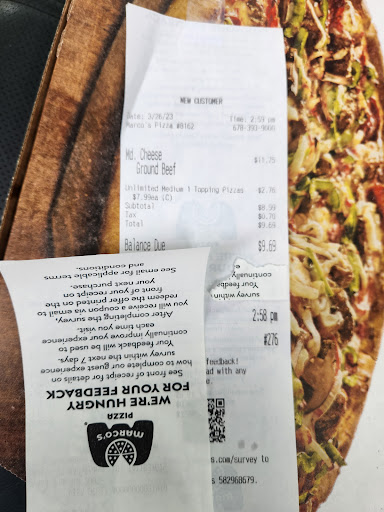 NEW CUSTOMER
Date: 3/26/23 Time: 2:59 pm
Marco's Pizza #8162 678-393-9066
Md. Cheese $11.75
Ground Beef
Unlimited Medium 1-Topping Pizzas -$2.76
$7.99ea (C)
Subtotal $8.99
Tax $0.70
Total $9.69
Balance Due $9.69
Your feedba
continually
survey within
2:58 pm
#276
feedback!
ad with any
s.com/survey to
s 582968679.
MARCO'S
PIZZA
WE'RE HUNGRY
FOR YOUR FEEDBACK
See front of receipt for details on
how to complete our guest experience
survey within the next 7 days.
Your feedback will be used to
continually improve your experience
each time you visit.
After completing the survey,
you will receive a coupon via email to
redeem the offer printed on the
front of your receipt on
your next purchase.
See email for applicable terms
and conditions.